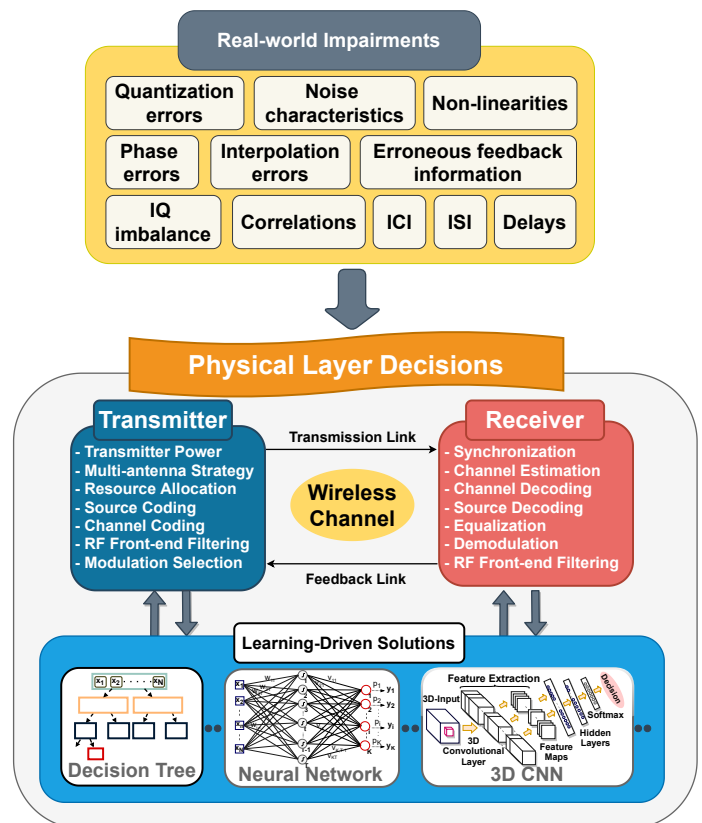 Real-world Impairments
Quantization
errors
Noise
characteristics
Non-linearities
Phase
errors
Interpolation
errors
Erroneous feedback
information
IQ
imbalance
Correlations
ICI
ISI
Delays
Physical Layer Decisions
Transmitter
- Transmitter Power
- Multi-antenna Strategy
- Resource Allocation
- Source Coding
- Channel Coding
- RF Front-end Filtering
- Modulation Selection
Transmission Link
Wireless
Channel
Feedback Link
Receiver
- Synchronization
- Channel Estimation
- Channel Decoding
- Source Decoding
- Equalization
- Demodulation
- RF Front-end Filtering
Learning-Driven Solutions
x1 x2 · · · · · xN
Decision Tree
P1 y1
P2 y2
yi
PK yK
Neural Network
Feature Extraction
3D-Input
3D
Convolutional
Layer
Feature
Maps
Hidden
Layers
Softmax
Decision
3D CNN